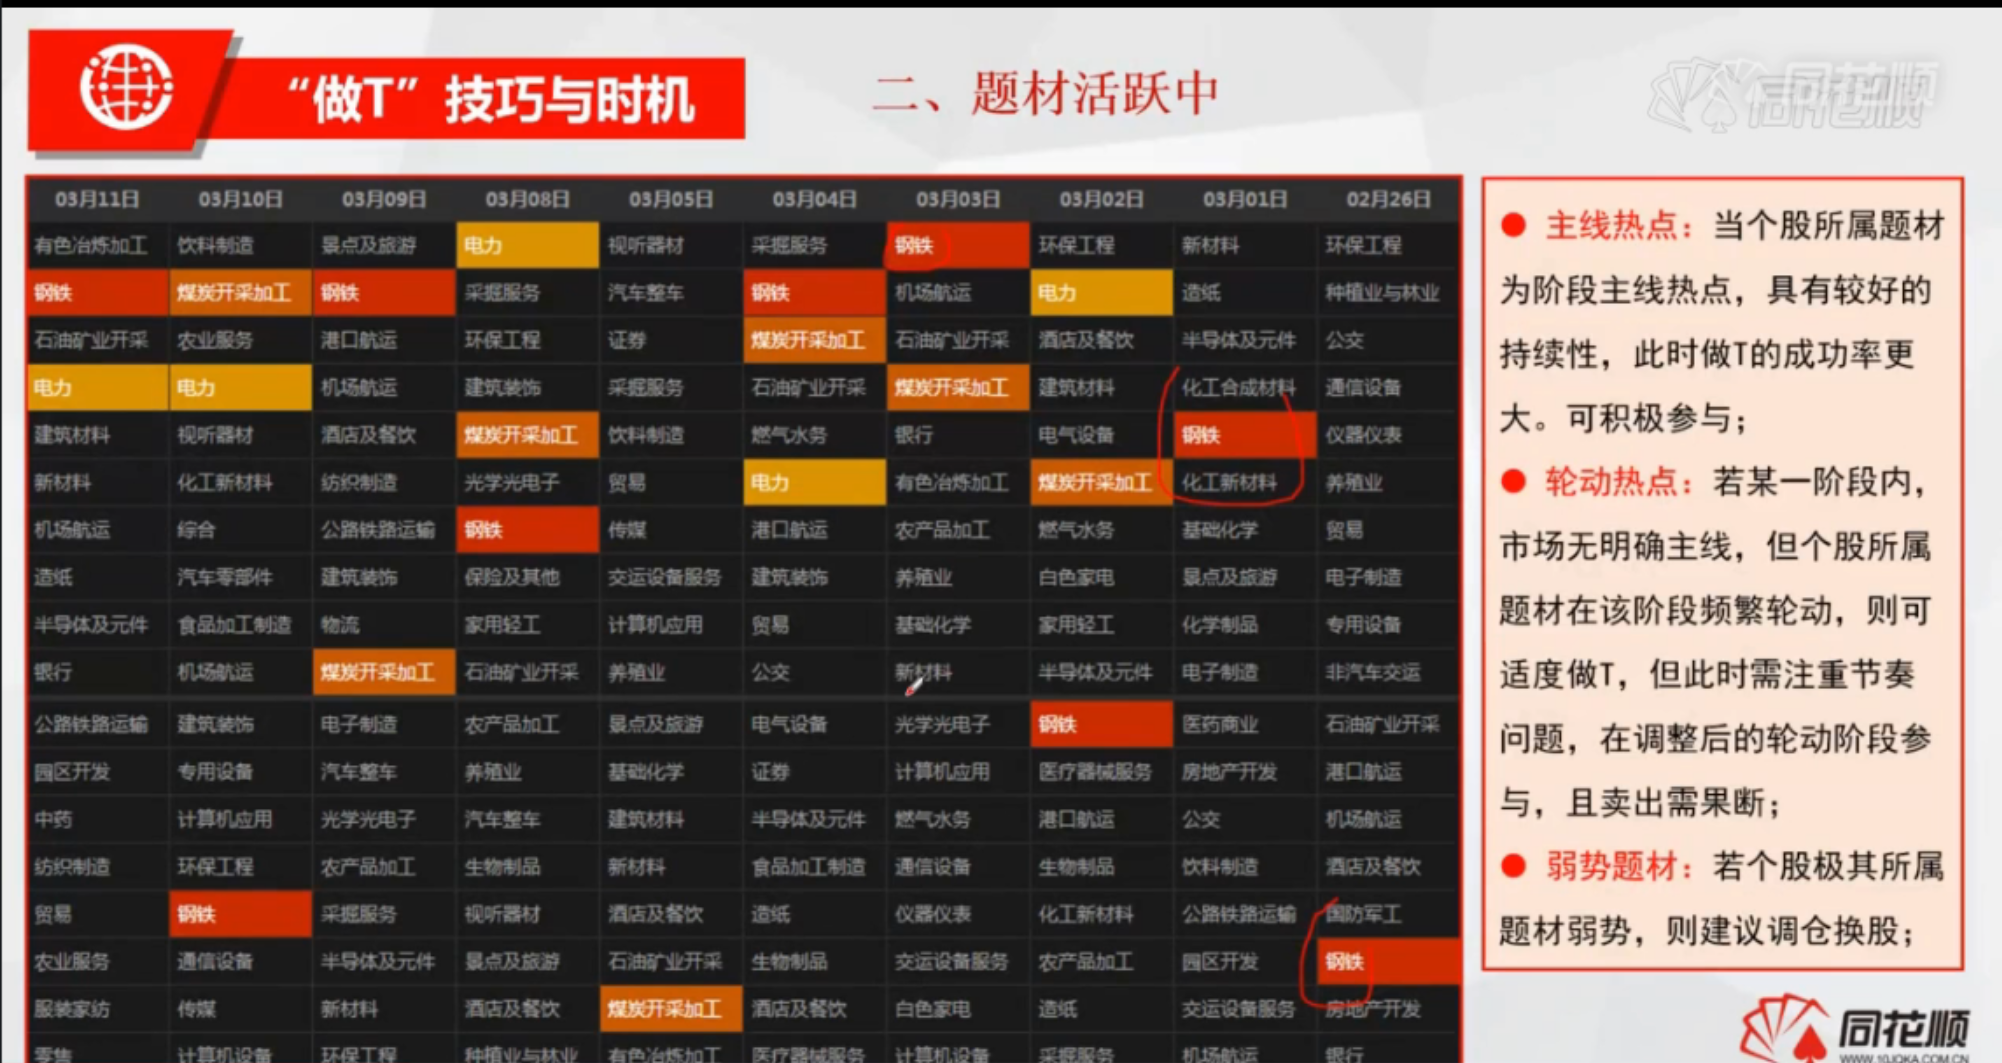 “做T”技巧与时机
二、题材活跃中
同花顺
03月11日 03月10日 03月09日 03月08日 03月05日 03月04日 03月03日 03月02日 03月01日 02月26日
有色冶炼加工 饮料制造 景点及旅游 电力 视听器材 采掘服务 钢铁 环保工程 新材料 环保工程
钢铁 煤炭开采加工 钢铁 采掘服务 汽车整车 钢铁 机场航运 电力 造纸 种植业与林业
石油矿业开采 农业服务 港口航运 环保工程 证券 煤炭开采加工 石油矿业开采 酒店及餐饮 半导体及元件 公交
电力 电力 机场航运 建筑装饰 采掘服务 石油矿业开采 煤炭开采加工 建筑材料 化工合成材料 通信设备
建筑材料 视听器材 酒店及餐饮 煤炭开采加工 饮料制造 燃气水务 银行 电气设备 钢铁 仪器仪表
新材料 化工新材料 纺织制造 光学光电子 贸易 电力 有色冶炼加工 煤炭开采加工 化工新材料 养殖业
机场航运 综合 公路铁路运输 钢铁 传媒 港口航运 农产品加工 燃气水务 基础化学 贸易
造纸 汽车零部件 建筑装饰 保险及其他 交运设备服务 建筑装饰 养殖业 白色家电 景点及旅游 电子制造
半导体及元件 食品加工制造 物流 家用轻工 计算机应用 贸易 基础化学 家用轻工 化学制品 专用设备
银行 机场航运 煤炭开采加工 石油矿业开采 养殖业 公交 新材料 半导体及元件 电子制造 非汽车交运
公路铁路运输 建筑装饰 电子制造 农产品加工 景点及旅游 电气设备 光学光电子 钢铁 医药商业 石油矿业开采
园区开发 专用设备 汽车整车 养殖业 基础化学 证券 计算机应用 医疗器械服务 房地产开发 港口航运
中药 计算机应用 光学光电子 汽车整车 建筑材料 半导体及元件 燃气水务 港口航运 公交 机场航运
纺织制造 环保工程 农产品加工 生物制品 新材料 食品加工制造 通信设备 生物制品 饮料制造 酒店及餐饮
贸易 钢铁 采掘服务 视听器材 酒店及餐饮 造纸 仪器仪表 化工新材料 公路铁路运输 国防军工
农业服务 通信设备 半导体及元件 景点及旅游 石油矿业开采 生物制品 交运设备服务 农产品加工 园区开发 钢铁
服装家纺 传媒 新材料 酒店及餐饮 煤炭开采加工 酒店及餐饮 白色家电 造纸 交运设备服务 房地产开发
零售 计算机设备 环保工程 种植业与林业 有色冶炼加工 医疗器械服务 计算机设备 采掘服务 机场航运 银行
● 主线热点：当个股所属题材
为阶段主线热点，具有较好的
持续性，此时做T的成功率更
大。可积极参与；
● 轮动热点：若某一阶段内，
市场无明确主线，但个股所属
题材在该阶段频繁轮动，则可
适度做T，但此时需注重节奏
问题，在调整后的轮动阶段参
与，且卖出需果断；
● 弱势题材：若个股极其所属
题材弱势，则建议调仓换股；
同花顺
www.10JQKA.COM.CN